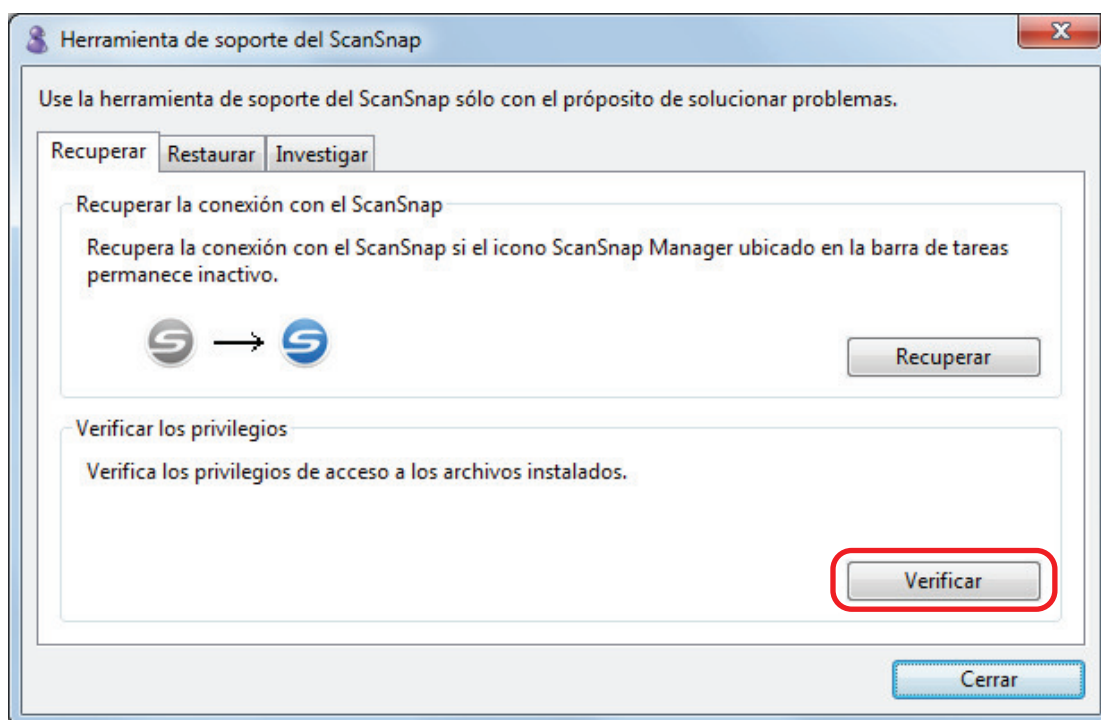 Herramienta de soporte del ScanSnap
Use la herramienta de soporte del ScanSnap sólo con el próposito de solucionar problemas.
Recuperar Restaurar Investigar
Recuperar la conexión con el ScanSnap
Recupera la conexión con el ScanSnap si el icono ScanSnap Manager ubicado en la barra de tareas
permanece inactivo.
Recuperar
Verificar los privilegios
Verifica los privilegios de acceso a los archivos instalados.
Verificar
Cerrar